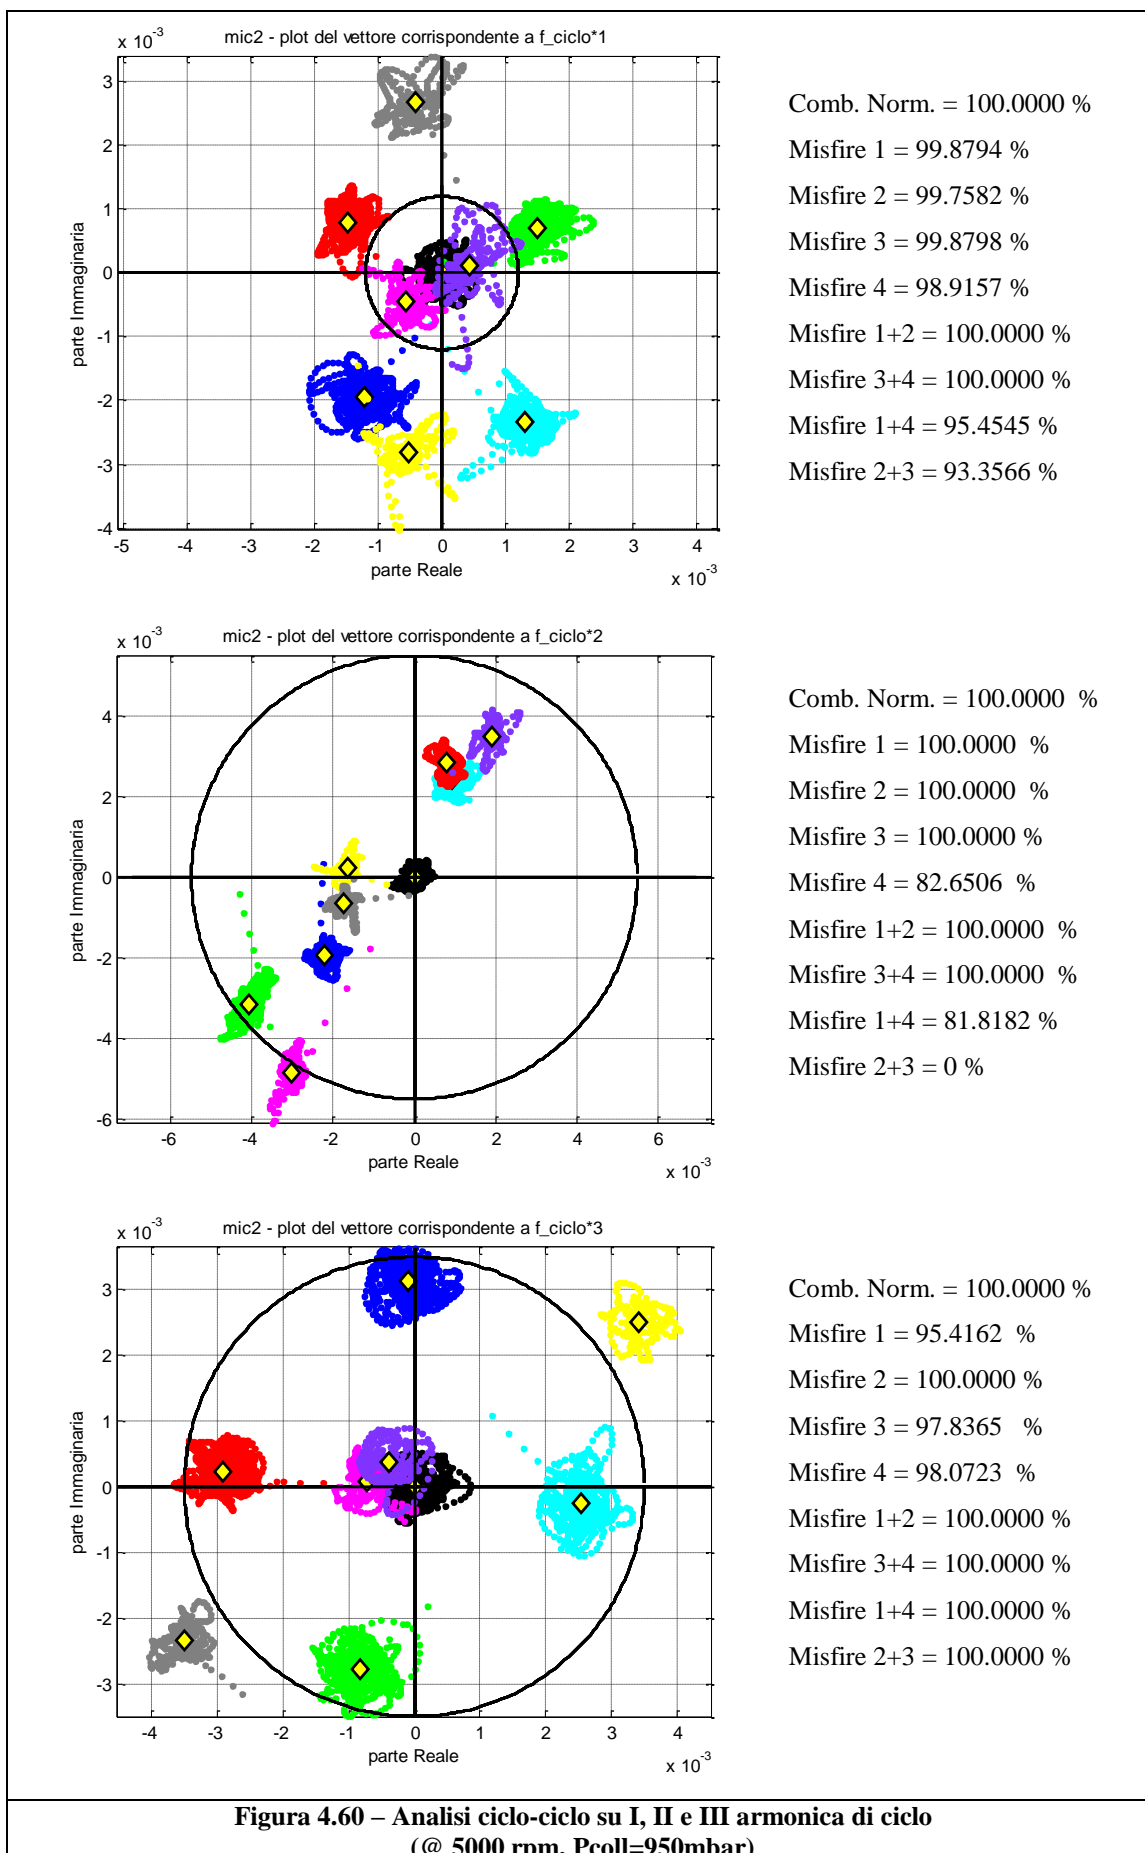 x 10-3
mic2 - plot del vettore corrispondente a f_ciclo*1
3
2
1
0
-1
-2
-3
-4
parte Immaginaria
-5 -4 -3 -2 -1 0 1 2 3 4
parte Reale
x 10-3
Comb. Norm. = 100.0000 %
Misfire 1 = 99.8794 %
Misfire 2 = 99.7582 %
Misfire 3 = 99.8798 %
Misfire 4 = 98.9157 %
Misfire 1+2 = 100.0000 %
Misfire 3+4 = 100.0000 %
Misfire 1+4 = 95.4545 %
Misfire 2+3 = 93.3566 %
x 10-3
mic2 - plot del vettore corrispondente a f_ciclo*2
4
2
0
-2
-4
-6
parte Immaginaria
-6 -4 -2 0 2 4 6
parte Reale
x 10-3
Comb. Norm. = 100.0000 %
Misfire 1 = 100.0000 %
Misfire 2 = 100.0000 %
Misfire 3 = 100.0000 %
Misfire 4 = 82.6506 %
Misfire 1+2 = 100.0000 %
Misfire 3+4 = 100.0000 %
Misfire 1+4 = 81.8182 %
Misfire 2+3 = 0 %
x 10-3
mic2 - plot del vettore corrispondente a f_ciclo*3
3
2
1
0
-1
-2
-3
parte Immaginaria
-4 -3 -2 -1 0 1 2 3 4
parte Reale
x 10-3
Comb. Norm. = 100.0000 %
Misfire 1 = 95.4162 %
Misfire 2 = 100.0000 %
Misfire 3 = 97.8365 %
Misfire 4 = 98.0723 %
Misfire 1+2 = 100.0000 %
Misfire 3+4 = 100.0000 %
Misfire 1+4 = 100.0000 %
Misfire 2+3 = 100.0000 %
Figura 4.60 – Analisi ciclo-ciclo su I, II e III armonica di ciclo
(@ 5000 rpm, Pcoll=950mbar)